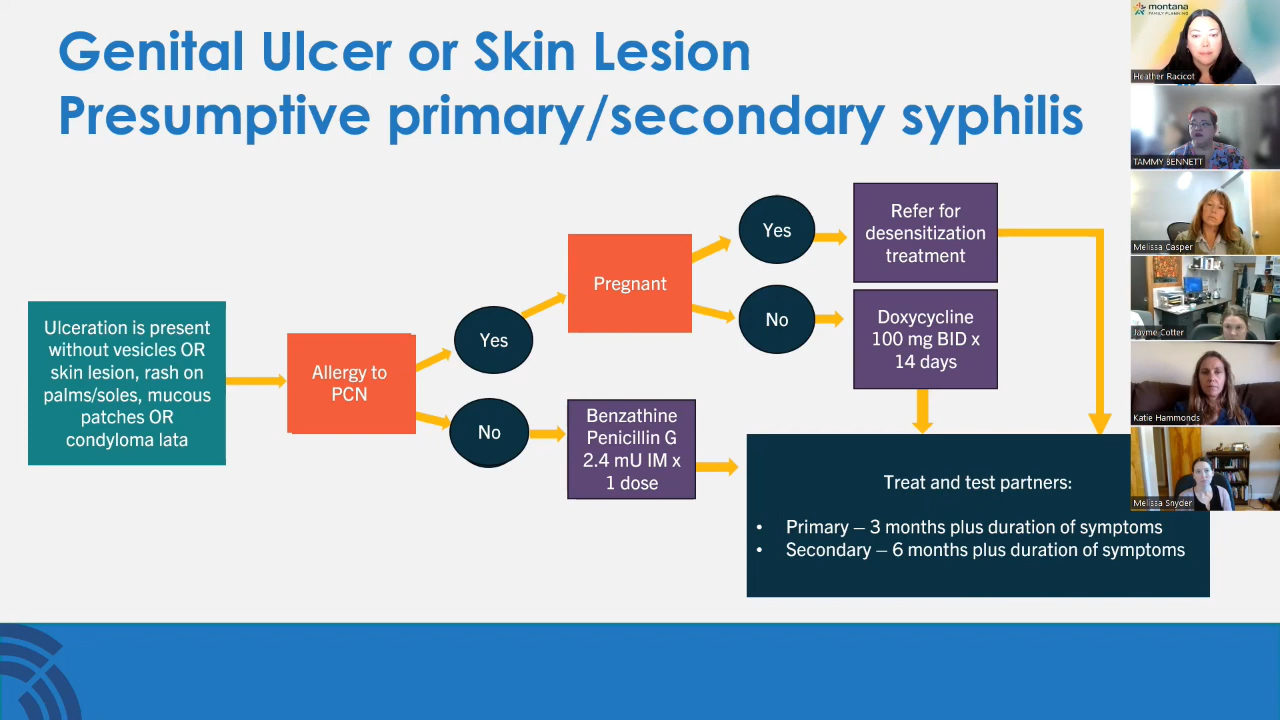 Genital Ulcer or Skin Lesion
Presumptive primary/secondary syphilis
Ulceration is present
without vesicles OR
skin lesion, rash on
palms/soles, mucous
patches OR
condyloma lata
Allergy to
PCN
Yes
No
Pregnant
Benzathine
Penicillin G
2.4 mU IM x
1 dose
Yes
No
Refer for
desensitization
treatment
Doxycycline
100 mg BID x
14 days
Treat and test partners:
• Primary – 3 months plus duration of symptoms
• Secondary – 6 months plus duration of symptoms
montana
FAMILY PLANNING
Heather Racicot
TAMMY BENNETT
Melissa Casper
Jayme Cotter
Katie Hammonds
Melissa Snyder